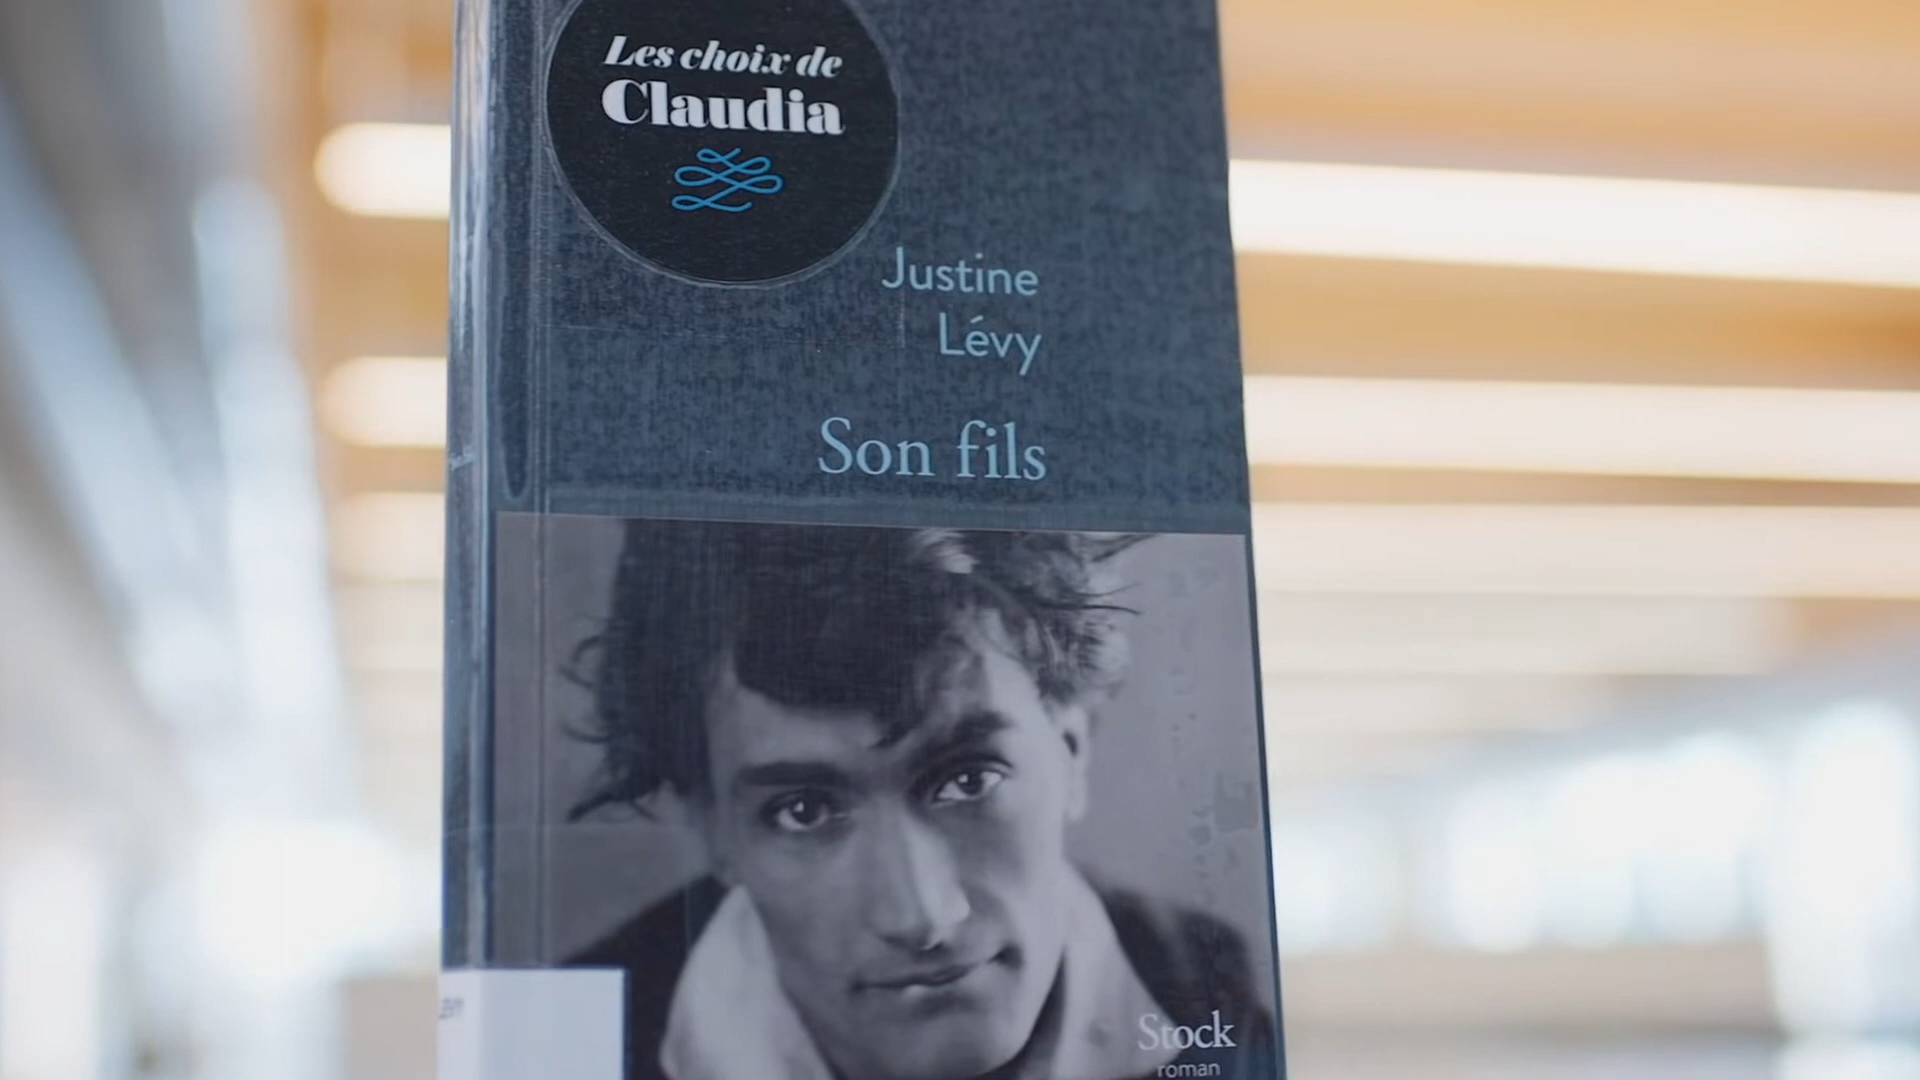 Les choix de
Claudia
Justine
Lévy
Son fils
Stock
roman